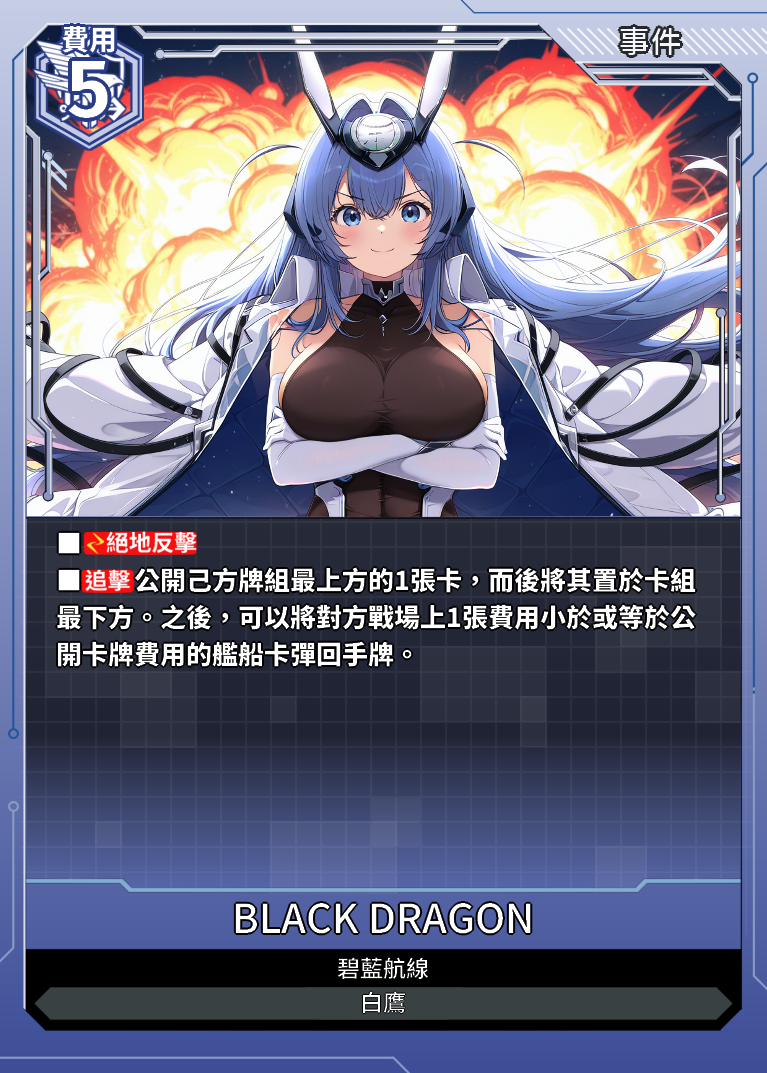 費用
5
事件
■絕地反擊
■追擊公開己方牌組最上方的1張卡，而後將其置於卡組
最下方。之後，可以將對方戰場上1張費用小於或等於公
開卡牌費用的艦船卡彈回手牌。
BLACK DRAGON
碧藍航線
白鷹